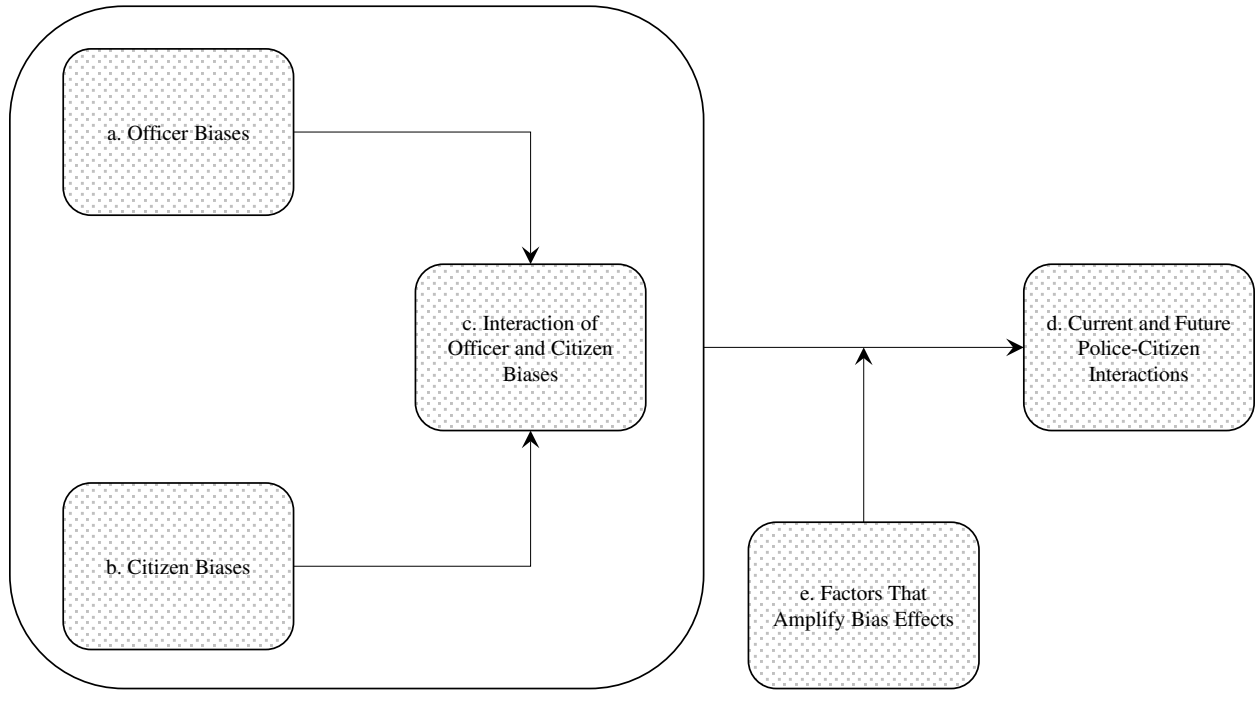 a. Officer Biases
c. Interaction of
Officer and Citizen
Biases
d. Current and Future
Police-Citizen
Interactions
b. Citizen Biases
e. Factors That
Amplify Bias Effects